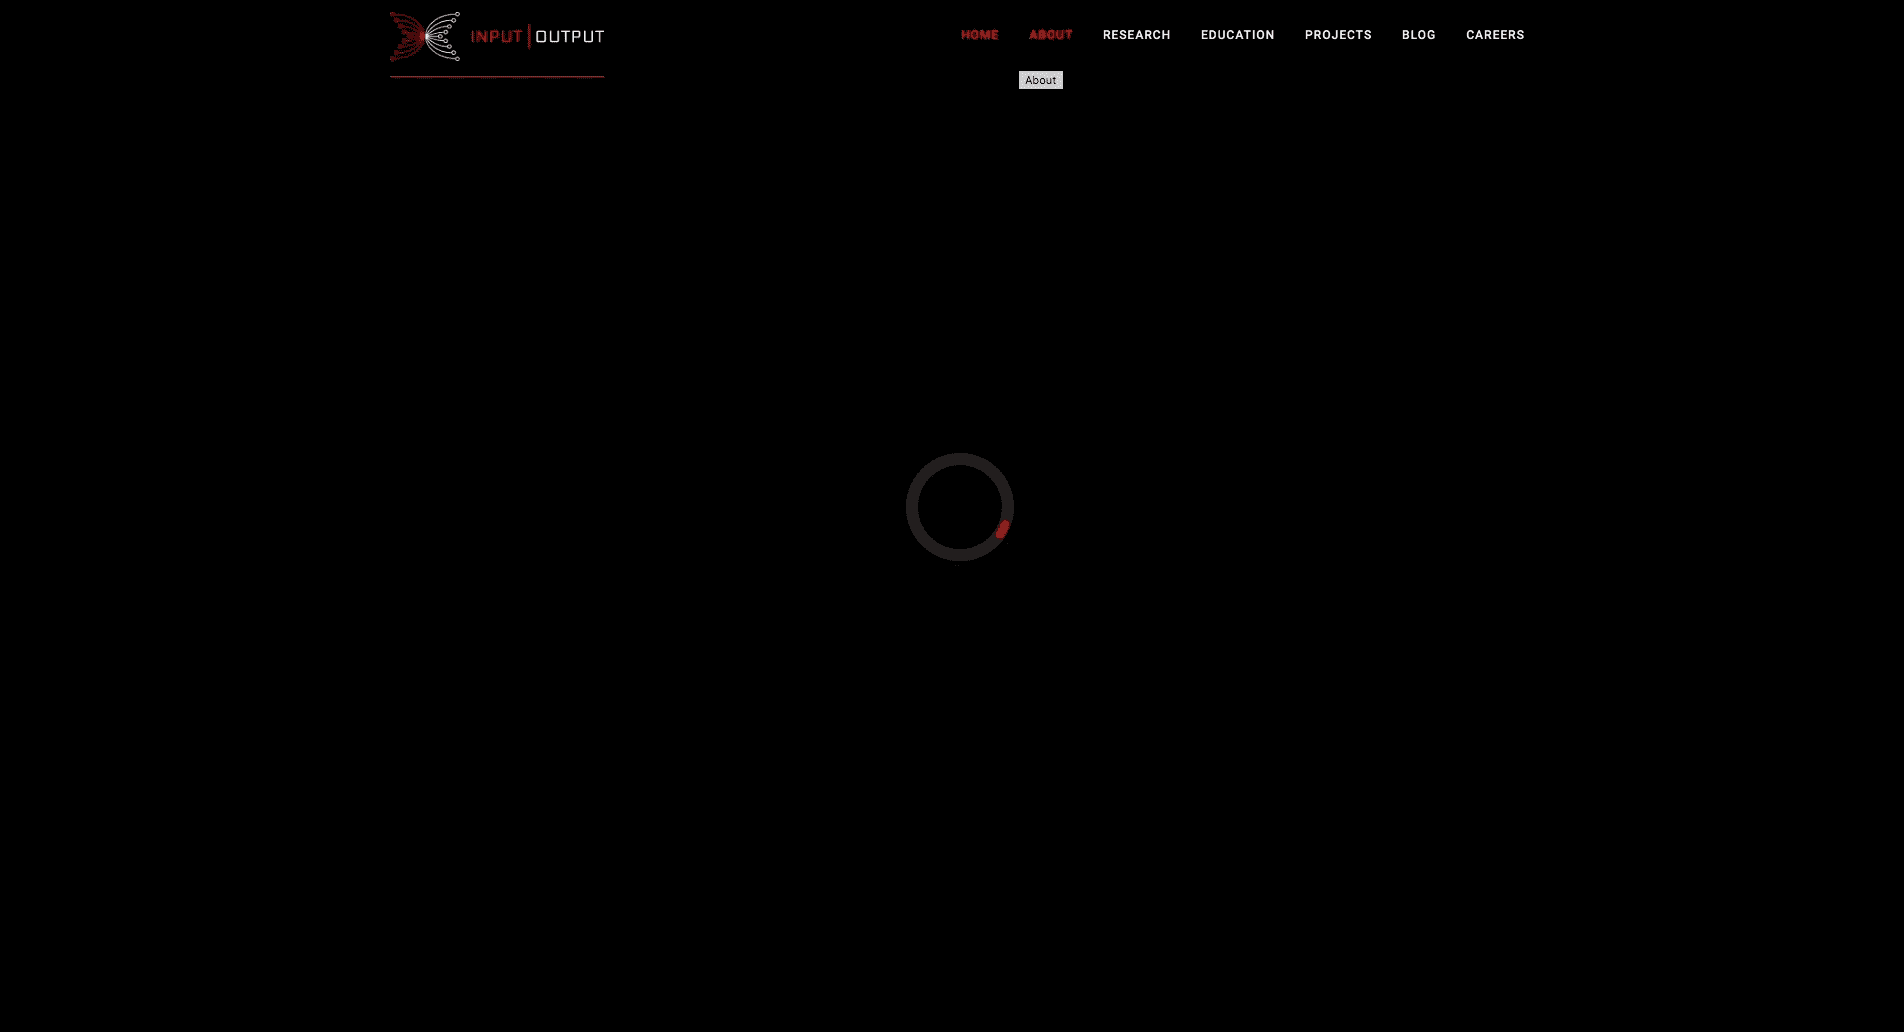 INPUT | OUTPUT
HOME ABOUT RESEARCH EDUCATION PROJECTS BLOG CAREERS
About